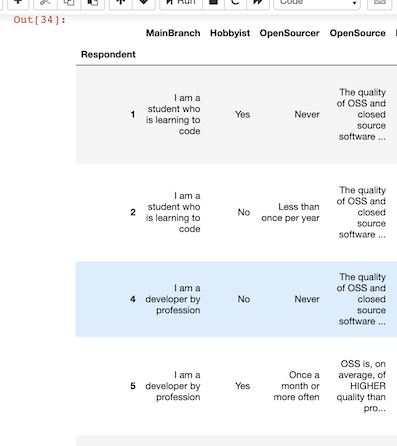 Run Code
Out[34]:
MainBranch Hobbyist OpenSourcer OpenSource
Respondent
1 I am a student who is learning to code Yes Never The quality of OSS and closed source software ...
2 I am a student who is learning to code No Less than once per year The quality of OSS and closed source software ...
4 I am a developer by profession No Never The quality of OSS and closed source software ...
5 I am a developer by profession Yes Once a month or more often OSS is, on average, of HIGHER quality than pro...